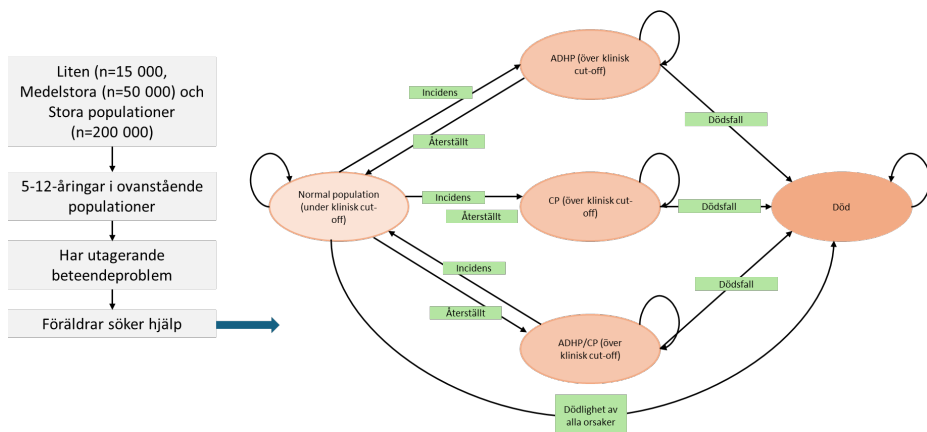 Liten (n=15 000,
Medelstora (n=50 000) och
Stora populationer
(n=200 000)
5-12-åringar i ovanstående
populationer
Har utagerande
beteendeproblem
Föräldrar söker hjälp
Normal population
(under klinisk cut-
off)
Incidens
Återställt
ADHP (över klinisk
cut-off)
Dödsfall
Incidens
Återställt
CP (över klinisk cut-
off)
Dödsfall
Död
Incidens
Återställt
ADHP/CP (över
klinisk cut-off)
Dödsfall
Dödlighet av
alla orsaker